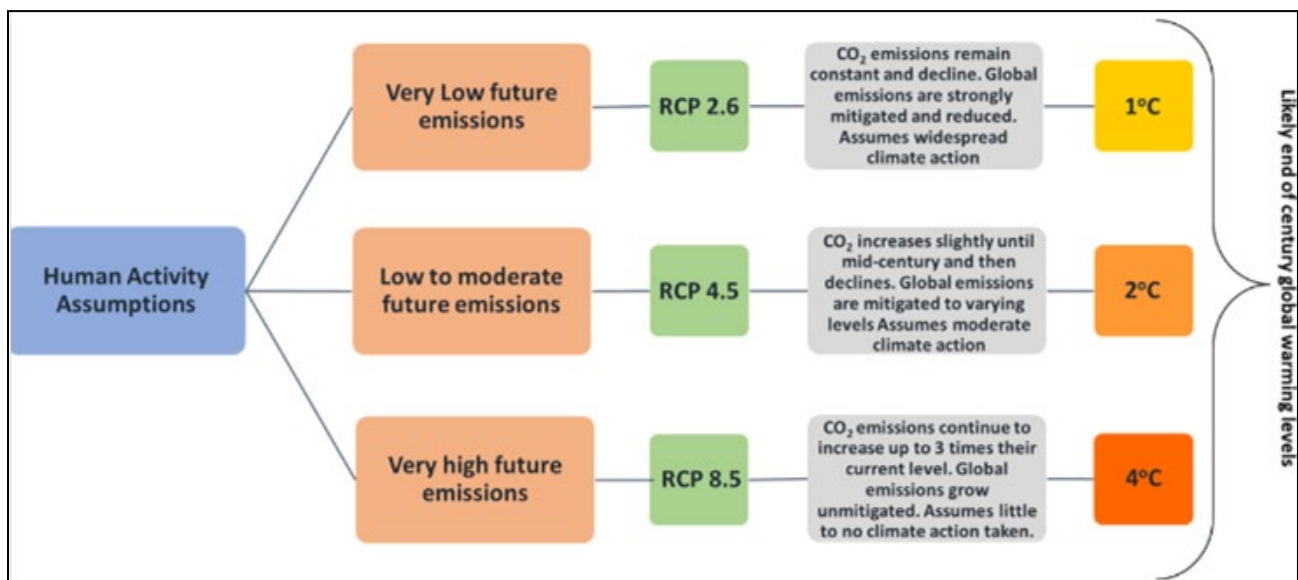 Human Activity
Assumptions
Very Low future
emissions
RCP 2.6
CO₂ emissions remain
constant and decline. Global
emissions are strongly
mitigated and reduced.
Assumes widespread
climate action
1°C
Low to moderate
future emissions
RCP 4.5
CO₂ increases slightly until
mid-century and then
declines. Global emissions
are mitigated to varying
levels Assumes moderate
climate action
2°C
Very high future
emissions
RCP 8.5
CO₂ emissions continue to
increase up to 3 times their
current level. Global
emissions grow
unmitigated. Assumes little
to no climate action taken.
4°C
Likely end of century global warming levels